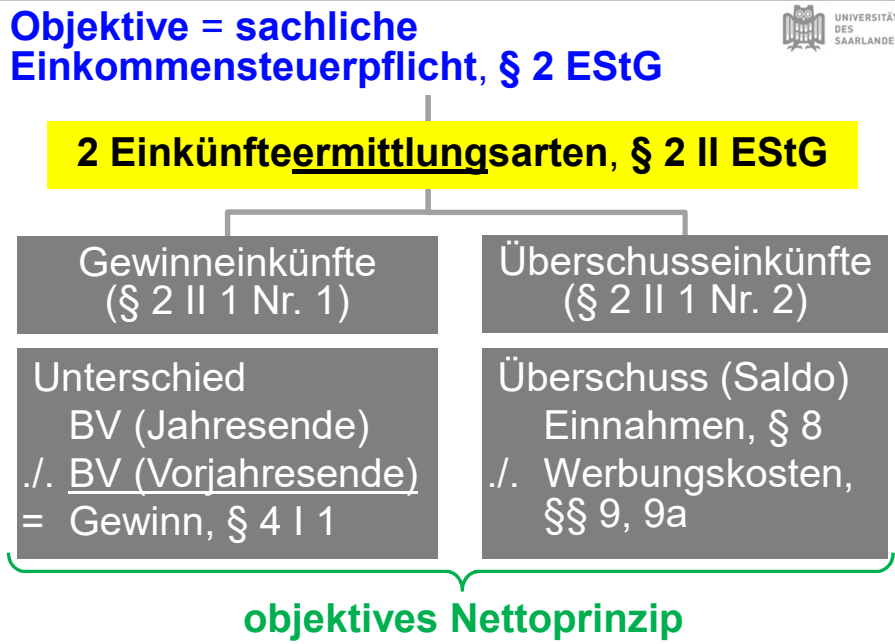 Objektive = sachliche
Einkommensteuerpflicht, § 2 EStG
UNIVERSITÄT
DES
SAARLANDES
2 Einkünfteermittlungsarten, § 2 II EStG
Gewinneinkünfte
(§ 2 II 1 Nr. 1)
Überschusseinkünfte
(§ 2 II 1 Nr. 2)
Unterschied
BV (Jahresende)
./. BV (Vorjahresende)
= Gewinn, § 4 I 1
Überschuss (Saldo)
Einnahmen, § 8
./. Werbungskosten,
§§ 9, 9a
objektives Nettoprinzip